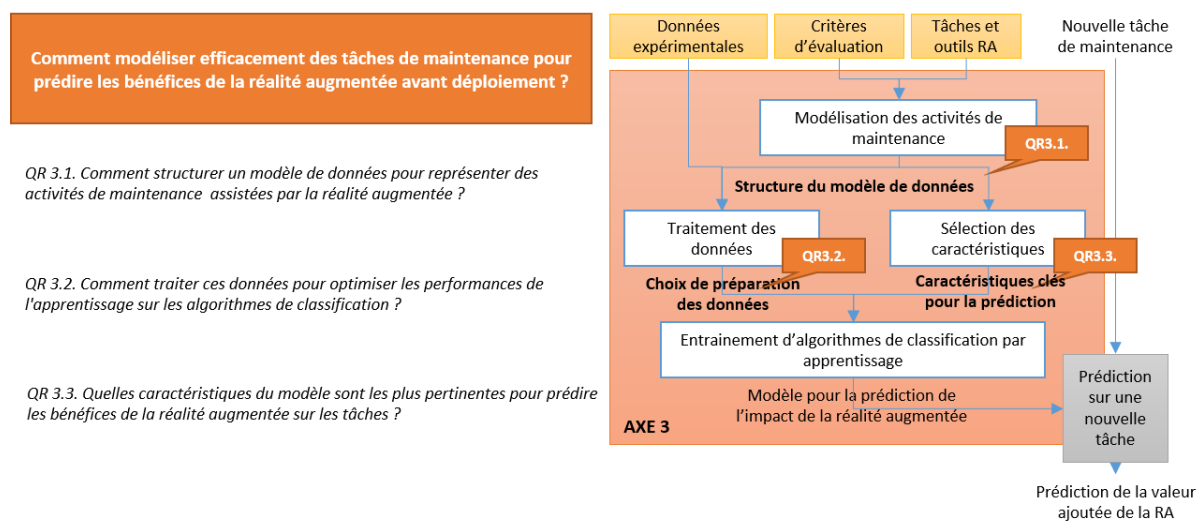 Comment modéliser efficacement des tâches de maintenance pour
prédire les bénéfices de la réalité augmentée avant déploiement ?
QR 3.1. Comment structurer un modèle de données pour représenter des
activités de maintenance assistées par la réalité augmentée ?
QR 3.2. Comment traiter ces données pour optimiser les performances de
l'apprentissage sur les algorithmes de classification ?
QR 3.3. Quelles caractéristiques du modèle sont les plus pertinentes pour prédire
les bénéfices de la réalité augmentée sur les tâches ?
Données
expérimentales
Critères
d'évaluation
Tâches et
outils RA
Nouvelle tâche
de maintenance
Modélisation des activités de
maintenance
QR3.1.
Structure du modèle de données
Traitement des
données
QR3.2.
Sélection des
caractéristiques
QR3.3.
Choix de préparation
des données
Caractéristiques clés
pour la prédiction
Entrainement d'algorithmes de classification par
apprentissage
Modèle pour la prédiction de
l'impact de la réalité augmentée
AXE 3
Prédiction
sur une
nouvelle
tâche
Prédiction de la valeur
ajoutée de la RA